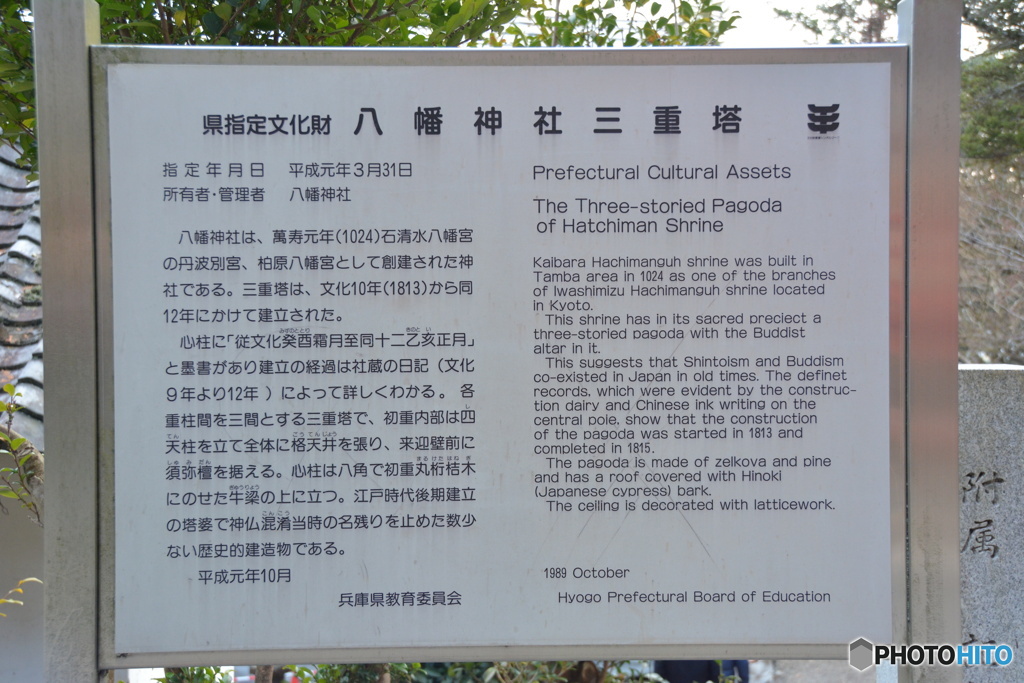 県指定文化財 八幡神社三重塔
指定年月日 平成元年3月31日
所有者・管理者 八幡神社
八幡神社は、萬寿元年(1024)石清水八幡宮
の丹波別宮、柏原八幡宮として創建された神
社である。三重塔は、文化10年(1813)から同
12年にかけて建立された。
心柱に「従文化癸酉霜月至同十二乙亥正月」
と墨書があり建立の経過は社蔵の日記(文化
9年より12年)によって詳しくわかる。各
重柱間を三間とする三重塔で、初重内部は四
天柱を立て全体に格天井を張り、来迎壁前に
須弥壇を据える。心柱は八角で初重丸桁桔木
にのせた牛梁の上に立つ。江戸時代後期建立
の塔婆で神仏混淆当時の名残りを止めた数少
ない歴史的建造物である。
平成元年10月
兵庫県教育委員会
Prefectural Cultural Assets
The Three-storied Pagoda
of Hatchiman Shrine
Kaibara Hachimanguh shrine was built in
Tamba area in 1024 as one of the branches
of Iwashimizu Hachimanguh shrine located
in Kyoto.
This shrine has in its sacred preciect a
three-storied pagoda with the Buddist
altar in it.
This suggests that Shintoism and Buddism
co-existed in Japan in old times. The definet
records, which were evident by the construc-
tion dairy and Chinese ink writing on the
central pole, show that the construction
of the pagoda was started in 1813 and
completed in 1815.
The pagoda is made of zelkova and pine
and has a roof covered with Hinoki
(Japanese cypress) bark.
The celling is decorated with latticework.
1989 October
Hyogo Prefectural Board of Education
附属
PHOTOHITO